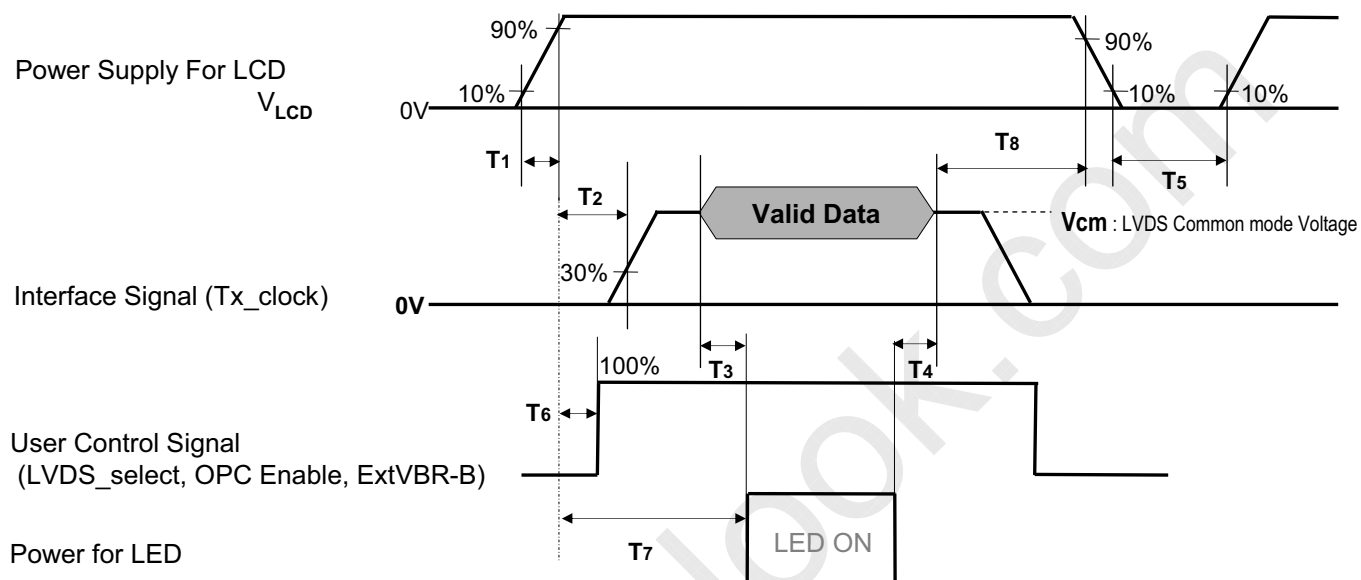 90%
90%
Power Supply For LCD
VLCD
10%
10%
10%
0V
T1
T8
T5
T2
Valid Data
Vcm : LVDS Common mode Voltage
30%
Interface Signal (Tx_clock)
0V
100%
T3
T4
T6
User Control Signal
(LVDS_select, OPC Enable, ExtVBR-B)
T7
LED ON
Power for LED
look.com